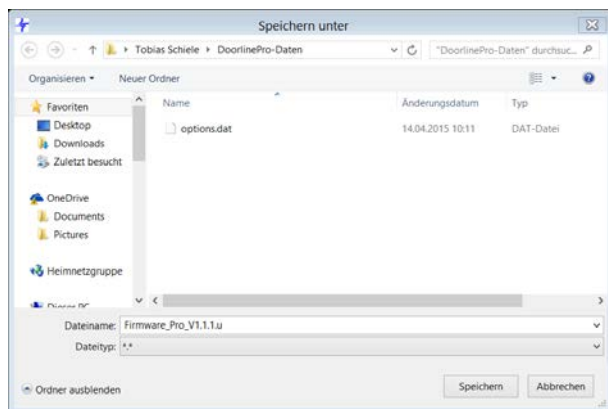 Speichern unter
Tobias Schiele ▸ DoorlinePro-Daten
"DoorlinePro-Daten" durchsuc...
Organisieren
Neuer Ordner
Favoriten
Desktop
Downloads
Zuletzt besucht
OneDrive
Documents
Pictures
Heimnetzgruppe
Dieser PC
Name
Änderungsdatum
Typ
options.dat
14.04.2015 10:11
DAT-Datei
Dateiname: Firmware_Pro_V1.1.1.u
Dateityp: *.*
Ordner ausblenden
Speichern
Abbrechen